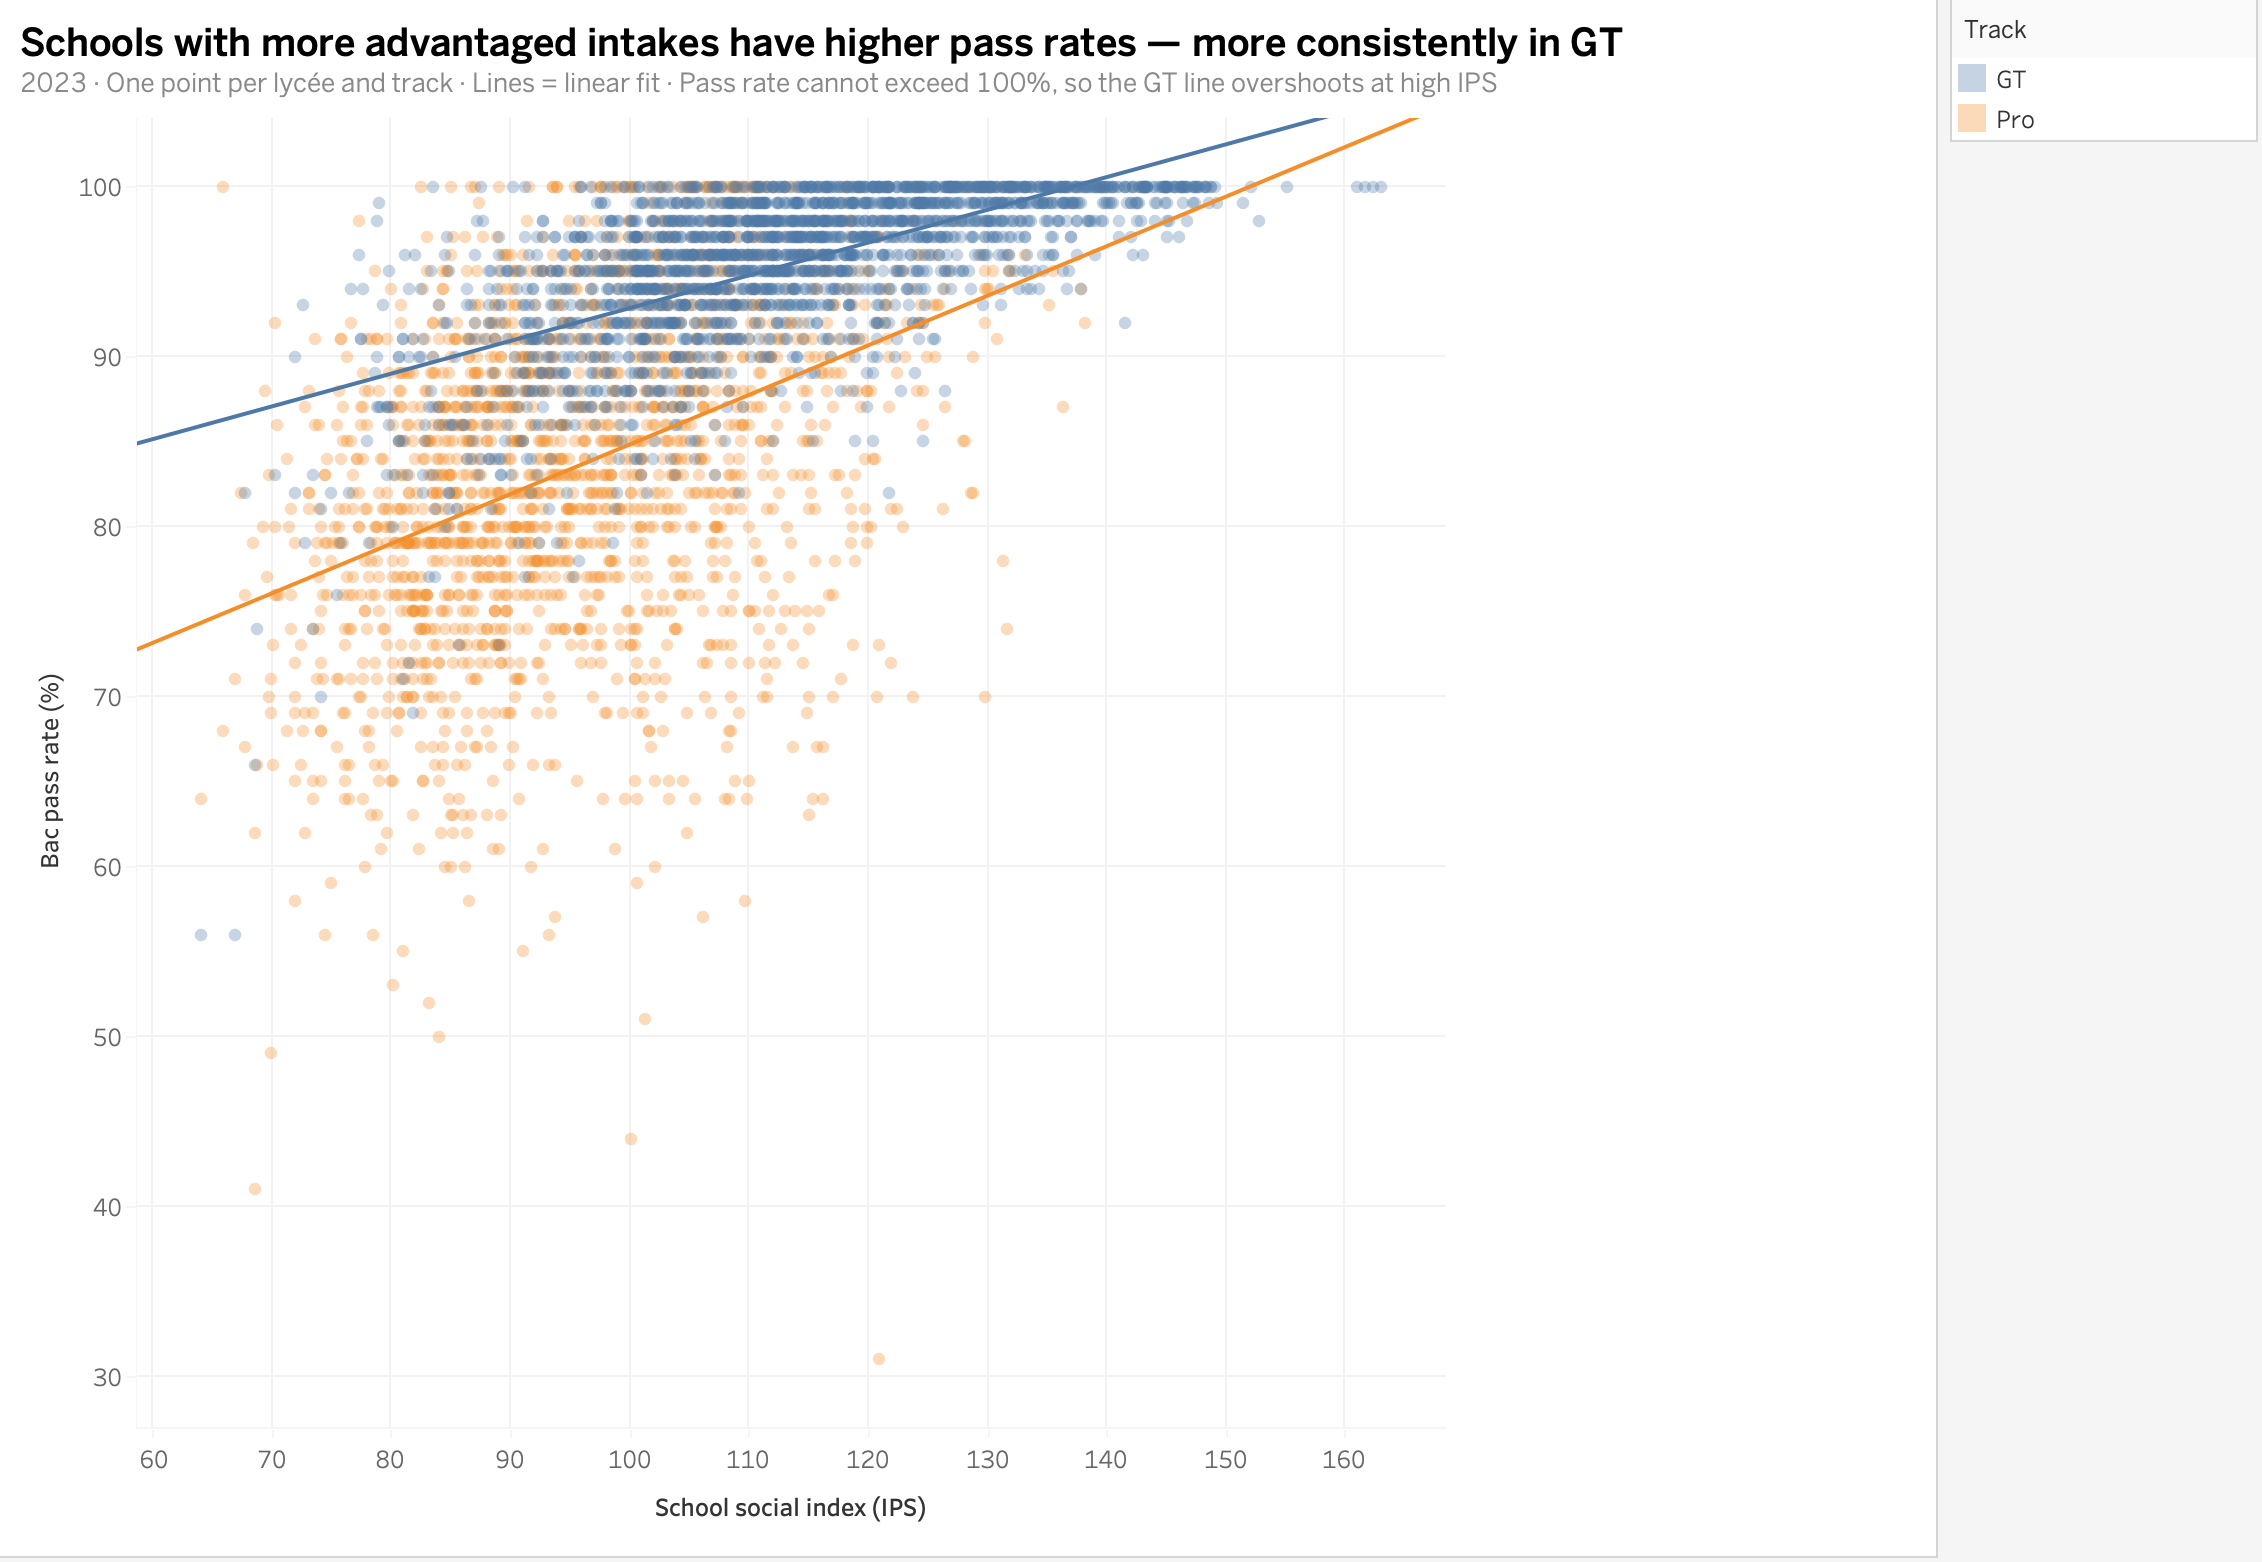 Schools with more advantaged intakes have higher pass rates — more consistently in GT
2023 · One point per lycée and track · Lines = linear fit · Pass rate cannot exceed 100%, so the GT line overshoots at high IPS
Track
GT
Pro
Bac pass rate (%)
100
90
80
70
60
50
40
30
60 70 80 90 100 110 120 130 140 150 160
School social index (IPS)